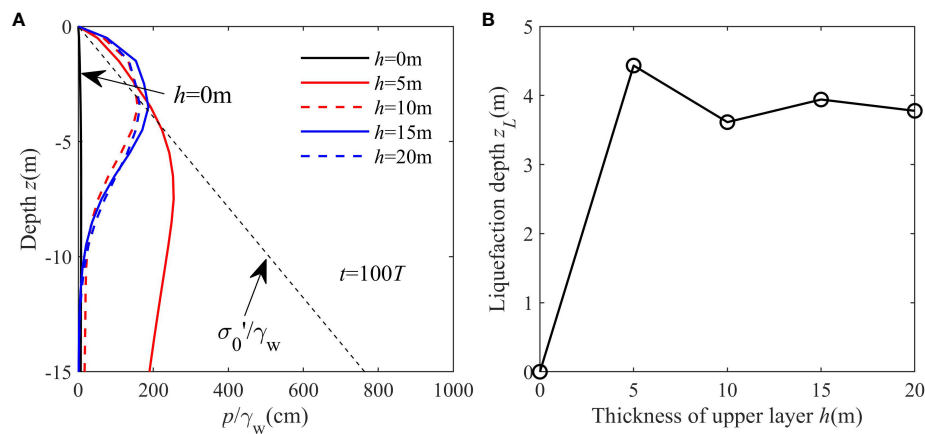 A
0
-5
-10
-15
Depth z(m)
0
200
400
600
800
1000
p/γw(cm)
h=0m
h=5m
h=10m
h=15m
h=20m
h=0m
t=100T
σ0'/γw
B
5
4
3
2
1
0
Liquefaction depth zL(m)
0
5
10
15
20
Thickness of upper layer h(m)